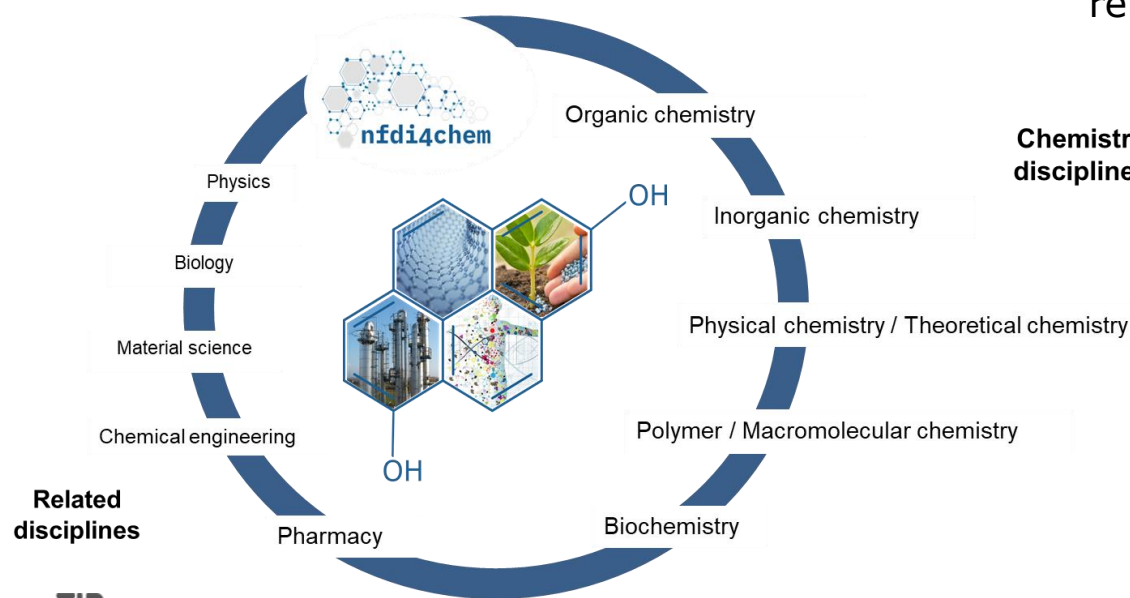 re
nfdi4chem
Organic chemistry
Chemistr
discipline
Physics
OH
Inorganic chemistry
Biology
Physical chemistry / Theoretical chemistry
Material science
Polymer / Macromolecular chemistry
Chemical engineering
OH
Related
disciplines
Biochemistry
Pharmacy